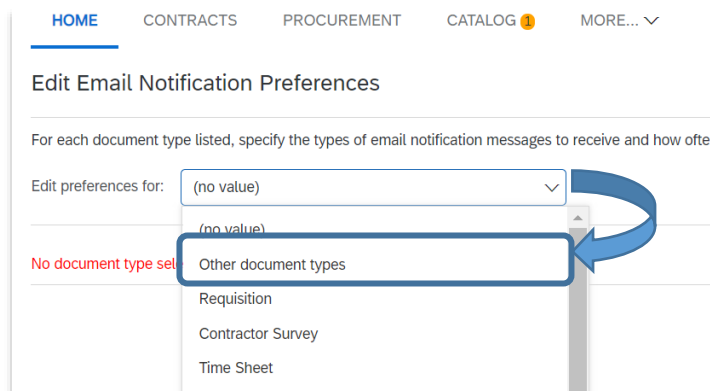 HOME CONTRACTS PROCUREMENT CATALOG 1 MORE...
Edit Email Notification Preferences
For each document type listed, specify the types of email notification messages to receive and how ofte
Edit preferences for: (no value)
(no value)
Other document types
No document type sele
Requisition
Contractor Survey
Time Sheet